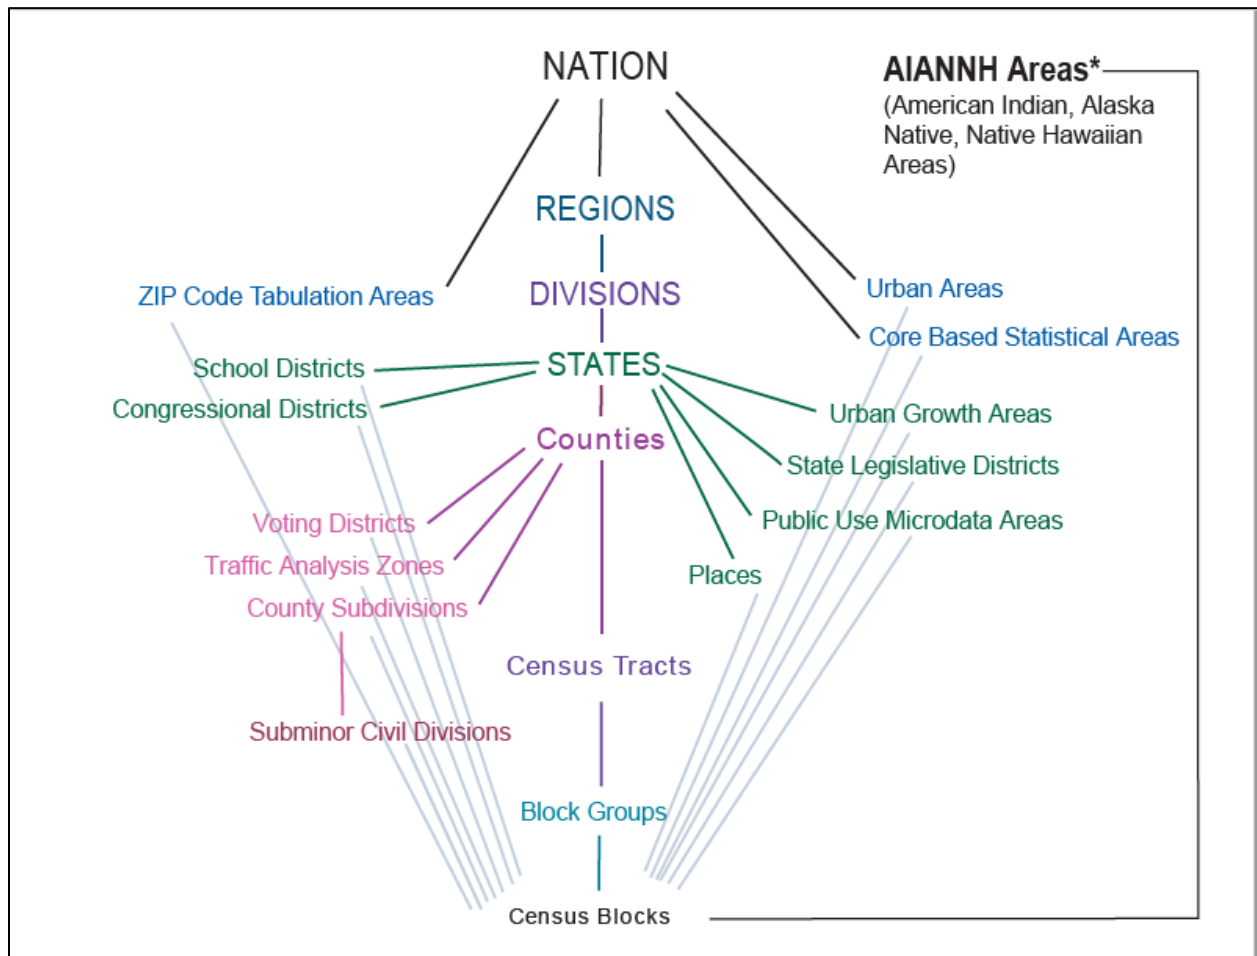 NATION
AIANNH Areas*
(American Indian, Alaska
Native, Native Hawaiian
Areas)
REGIONS
ZIP Code Tabulation Areas
DIVISIONS
Urban Areas
Core Based Statistical Areas
School Districts
STATES
Congressional Districts
Urban Growth Areas
Counties
State Legislative Districts
Voting Districts
Public Use Microdata Areas
Traffic Analysis Zones
Places
County Subdivisions
Census Tracts
Subminor Civil Divisions
Block Groups
Census Blocks